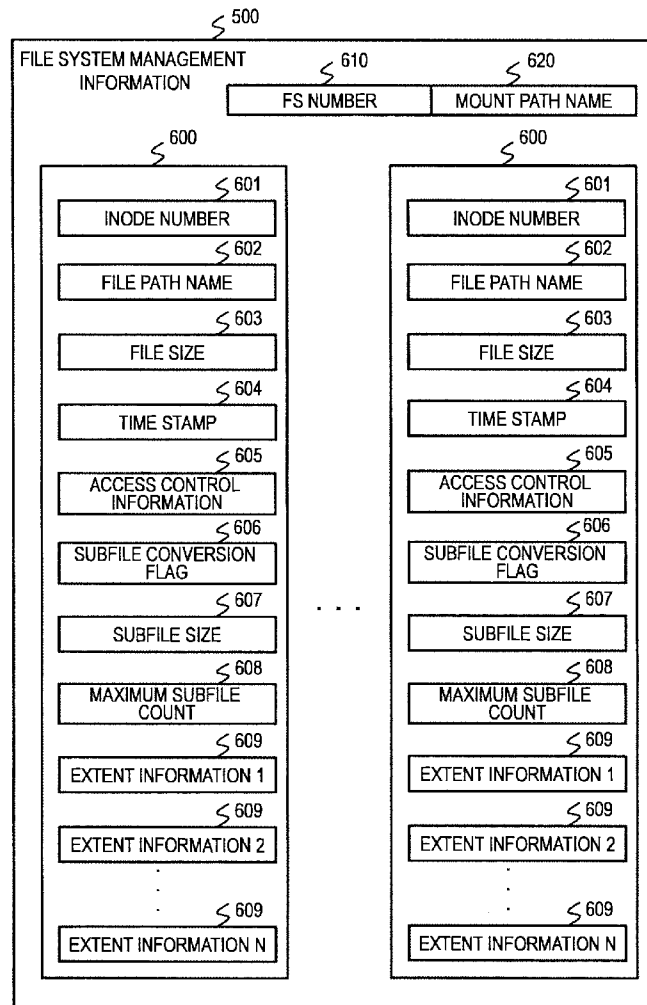 500
FILE SYSTEM MANAGEMENT
INFORMATION
610
620
FS NUMBER
MOUNT PATH NAME
600
601
INODE NUMBER
602
FILE PATH NAME
603
FILE SIZE
604
TIME STAMP
605
ACCESS CONTROL
INFORMATION
606
SUBFILE CONVERSION
FLAG
607
SUBFILE SIZE
608
MAXIMUM SUBFILE
COUNT
609
EXTENT INFORMATION 1
609
EXTENT INFORMATION 2
609
EXTENT INFORMATION N
. . .
600
601
INODE NUMBER
602
FILE PATH NAME
603
FILE SIZE
604
TIME STAMP
605
ACCESS CONTROL
INFORMATION
606
SUBFILE CONVERSION
FLAG
607
SUBFILE SIZE
608
MAXIMUM SUBFILE
COUNT
609
EXTENT INFORMATION 1
609
EXTENT INFORMATION 2
609
EXTENT INFORMATION N